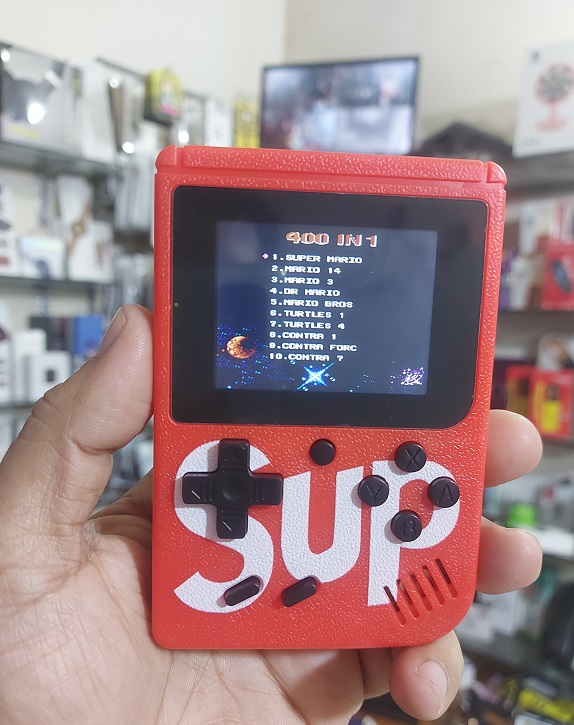 400 IN 1
1.SUPER MARIO
2.MARIO 14
3.MARIO 3
4.DR MARIO
5.MARIO BROS
6.TURTLES 1
7.TURTLES 4
8.CONTRA 1
9.CONTRA FORC
10.CONTRA 7
Sup
X
Y
A
B